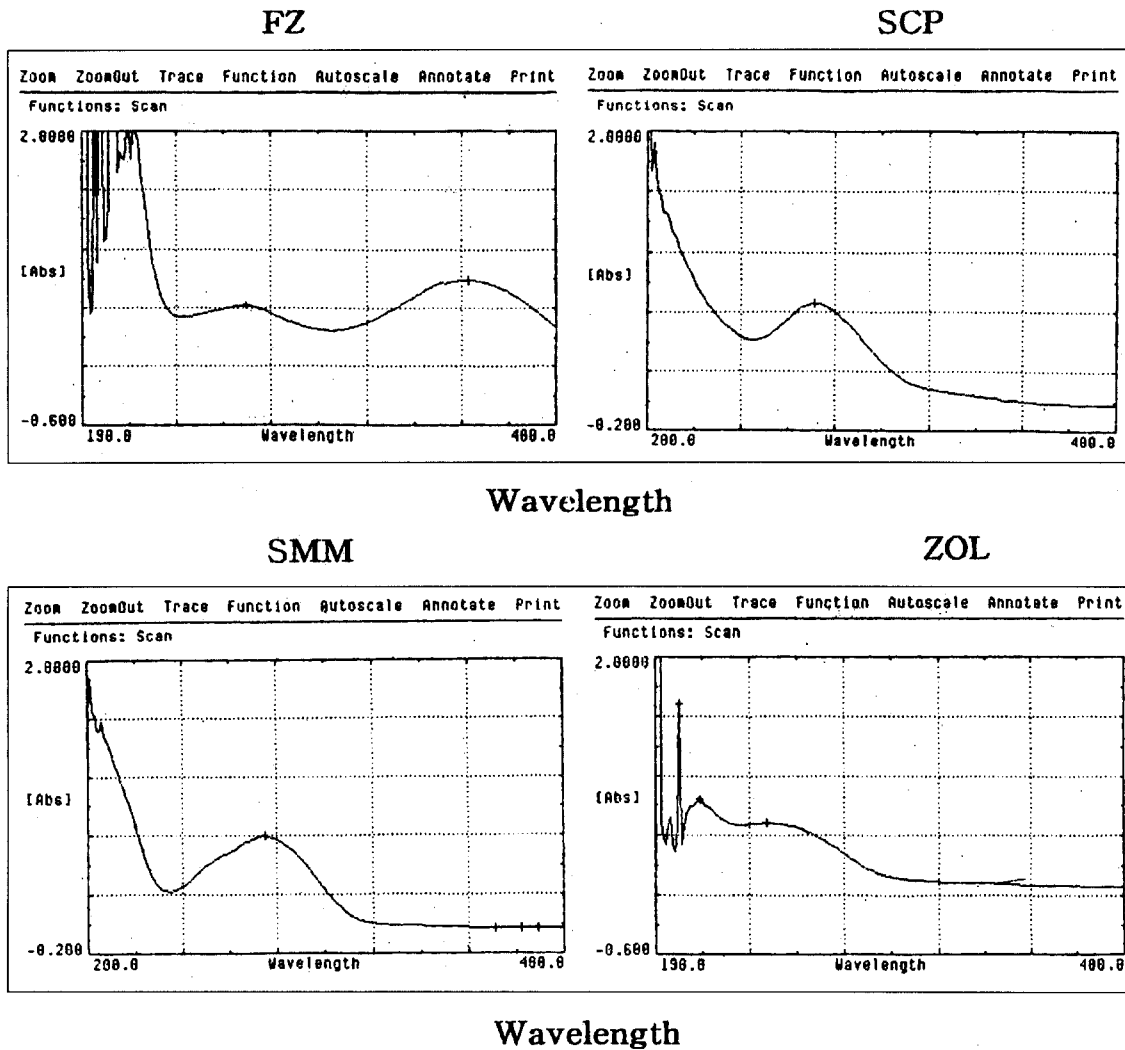 FZ
SCP
Zoom ZoomOut Trace Function Autoscale Annotate Print
Functions: Scan
2.0000
[Abs]
-0.600
190.0 Wavelength 400.0
Zoom ZoomOut Trace Function Autoscale Annotate Print
Functions: Scan
2.0000
[Abs]
-0.200
200.0 Wavelength 400.0
Wavelength
SMM
ZOL
Zoom ZoomOut Trace Function Autoscale Annotate Print
Functions: Scan
2.0000
[Abs]
-0.200
200.0 Wavelength 400.0
Zoom ZoomOut Trace Function Autoscale Annotate Print
Functions: Scan
2.0000
[Abs]
-0.600
190.0 Wavelength 400.0
Wavelength